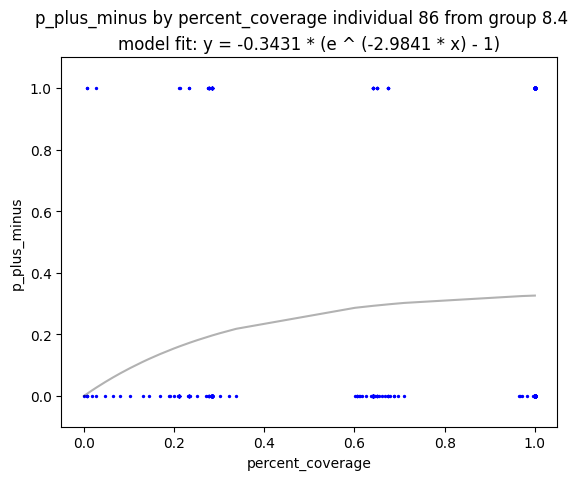 p_plus_minus by percent_coverage individual 86 from group 8.4
model fit: y = -0.3431 * (e ^ (-2.9841 * x) - 1)
1.0
0.8
0.6
0.4
0.2
0.0
p_plus_minus
0.0 0.2 0.4 0.6 0.8 1.0
percent_coverage